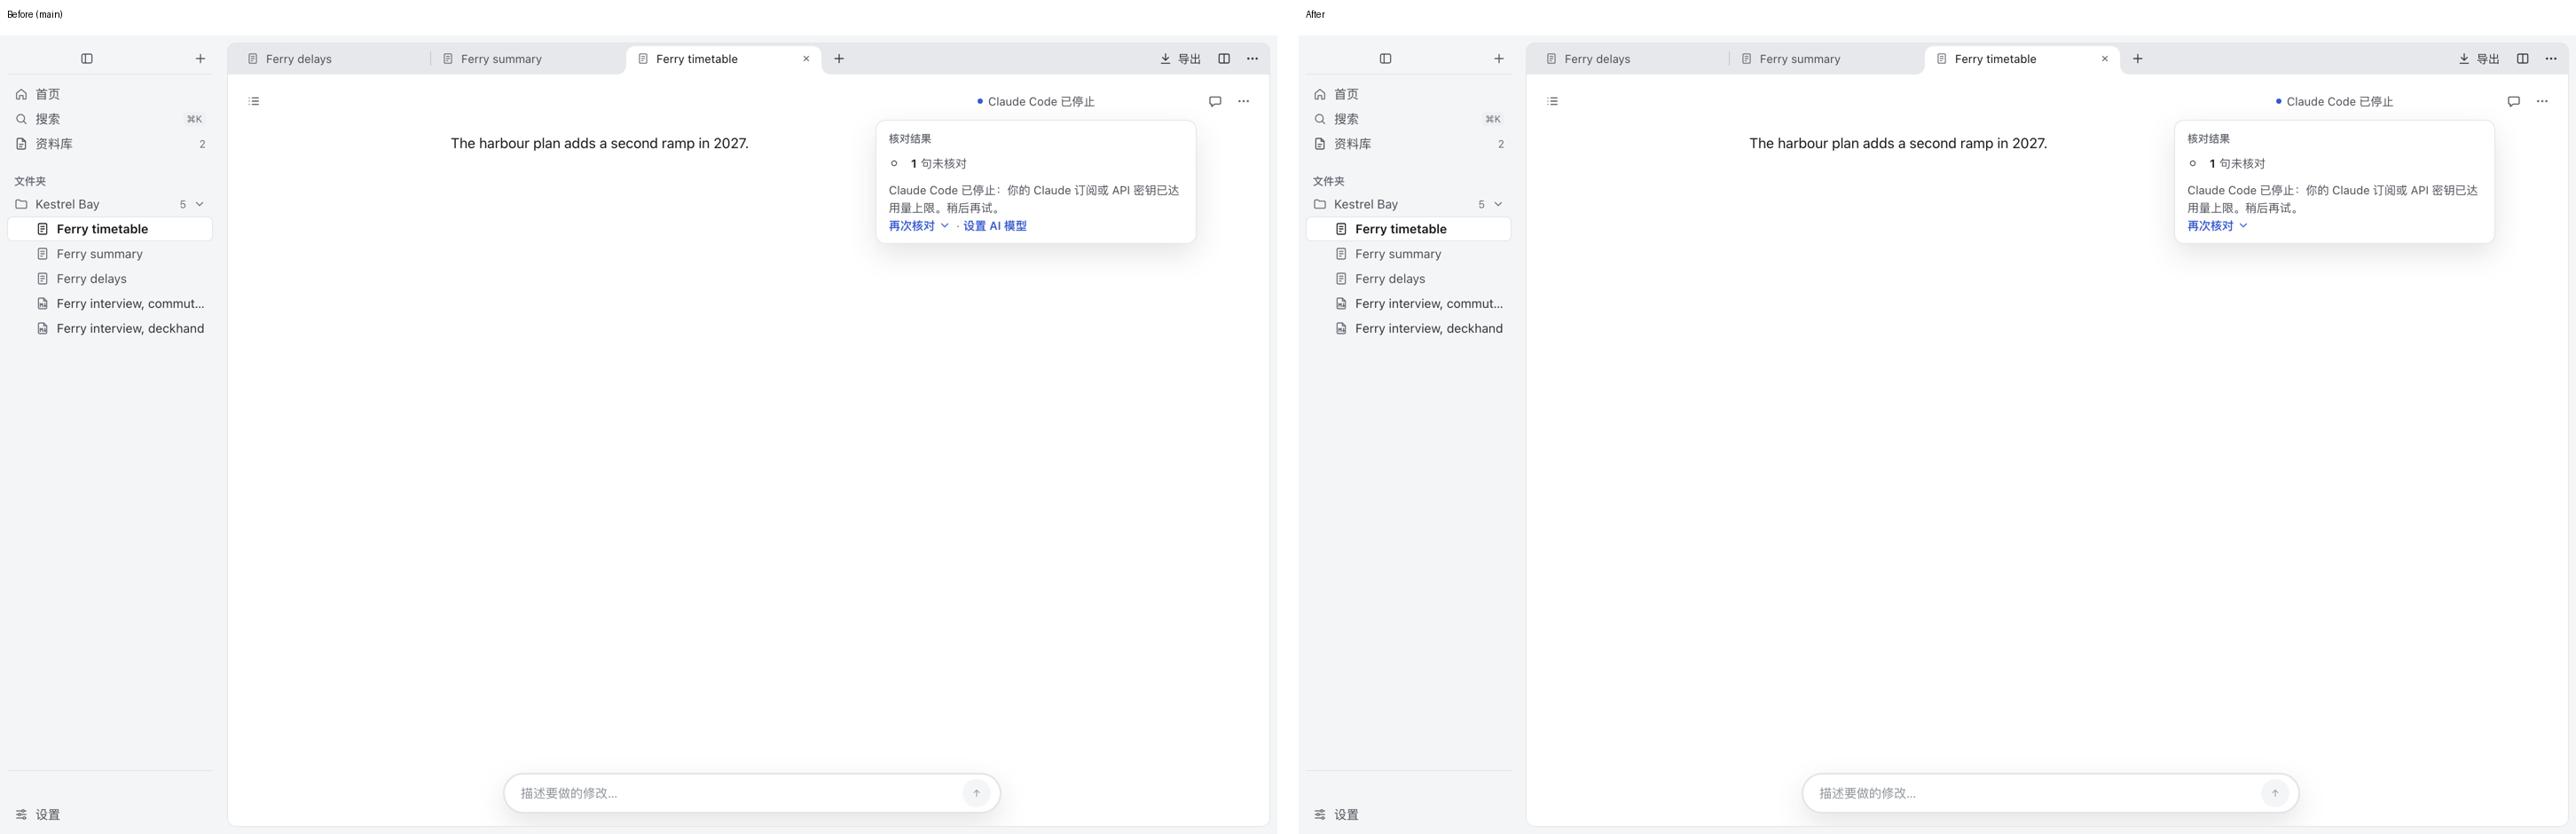 Before (main)
Ferry delays
Ferry summary
Ferry timetable
导出
首页
搜索 ⌘K
资料库 2
文件夹
Kestrel Bay 5
Ferry timetable
Ferry summary
Ferry delays
Ferry interview, commut...
Ferry interview, deckhand
设置
Claude Code 已停止
The harbour plan adds a second ramp in 2027.
核对结果
1 句未核对
Claude Code 已停止：你的 Claude 订阅或 API 密钥已达
用量上限。稍后再试。
再次核对 · 设置 AI 模型
描述要做的修改...
After
Ferry delays
Ferry summary
Ferry timetable
导出
首页
搜索 ⌘K
资料库 2
文件夹
Kestrel Bay 5
Ferry timetable
Ferry summary
Ferry delays
Ferry interview, commut...
Ferry interview, deckhand
设置
Claude Code 已停止
The harbour plan adds a second ramp in 2027.
核对结果
1 句未核对
Claude Code 已停止：你的 Claude 订阅或 API 密钥已达
用量上限。稍后再试。
再次核对
描述要做的修改...